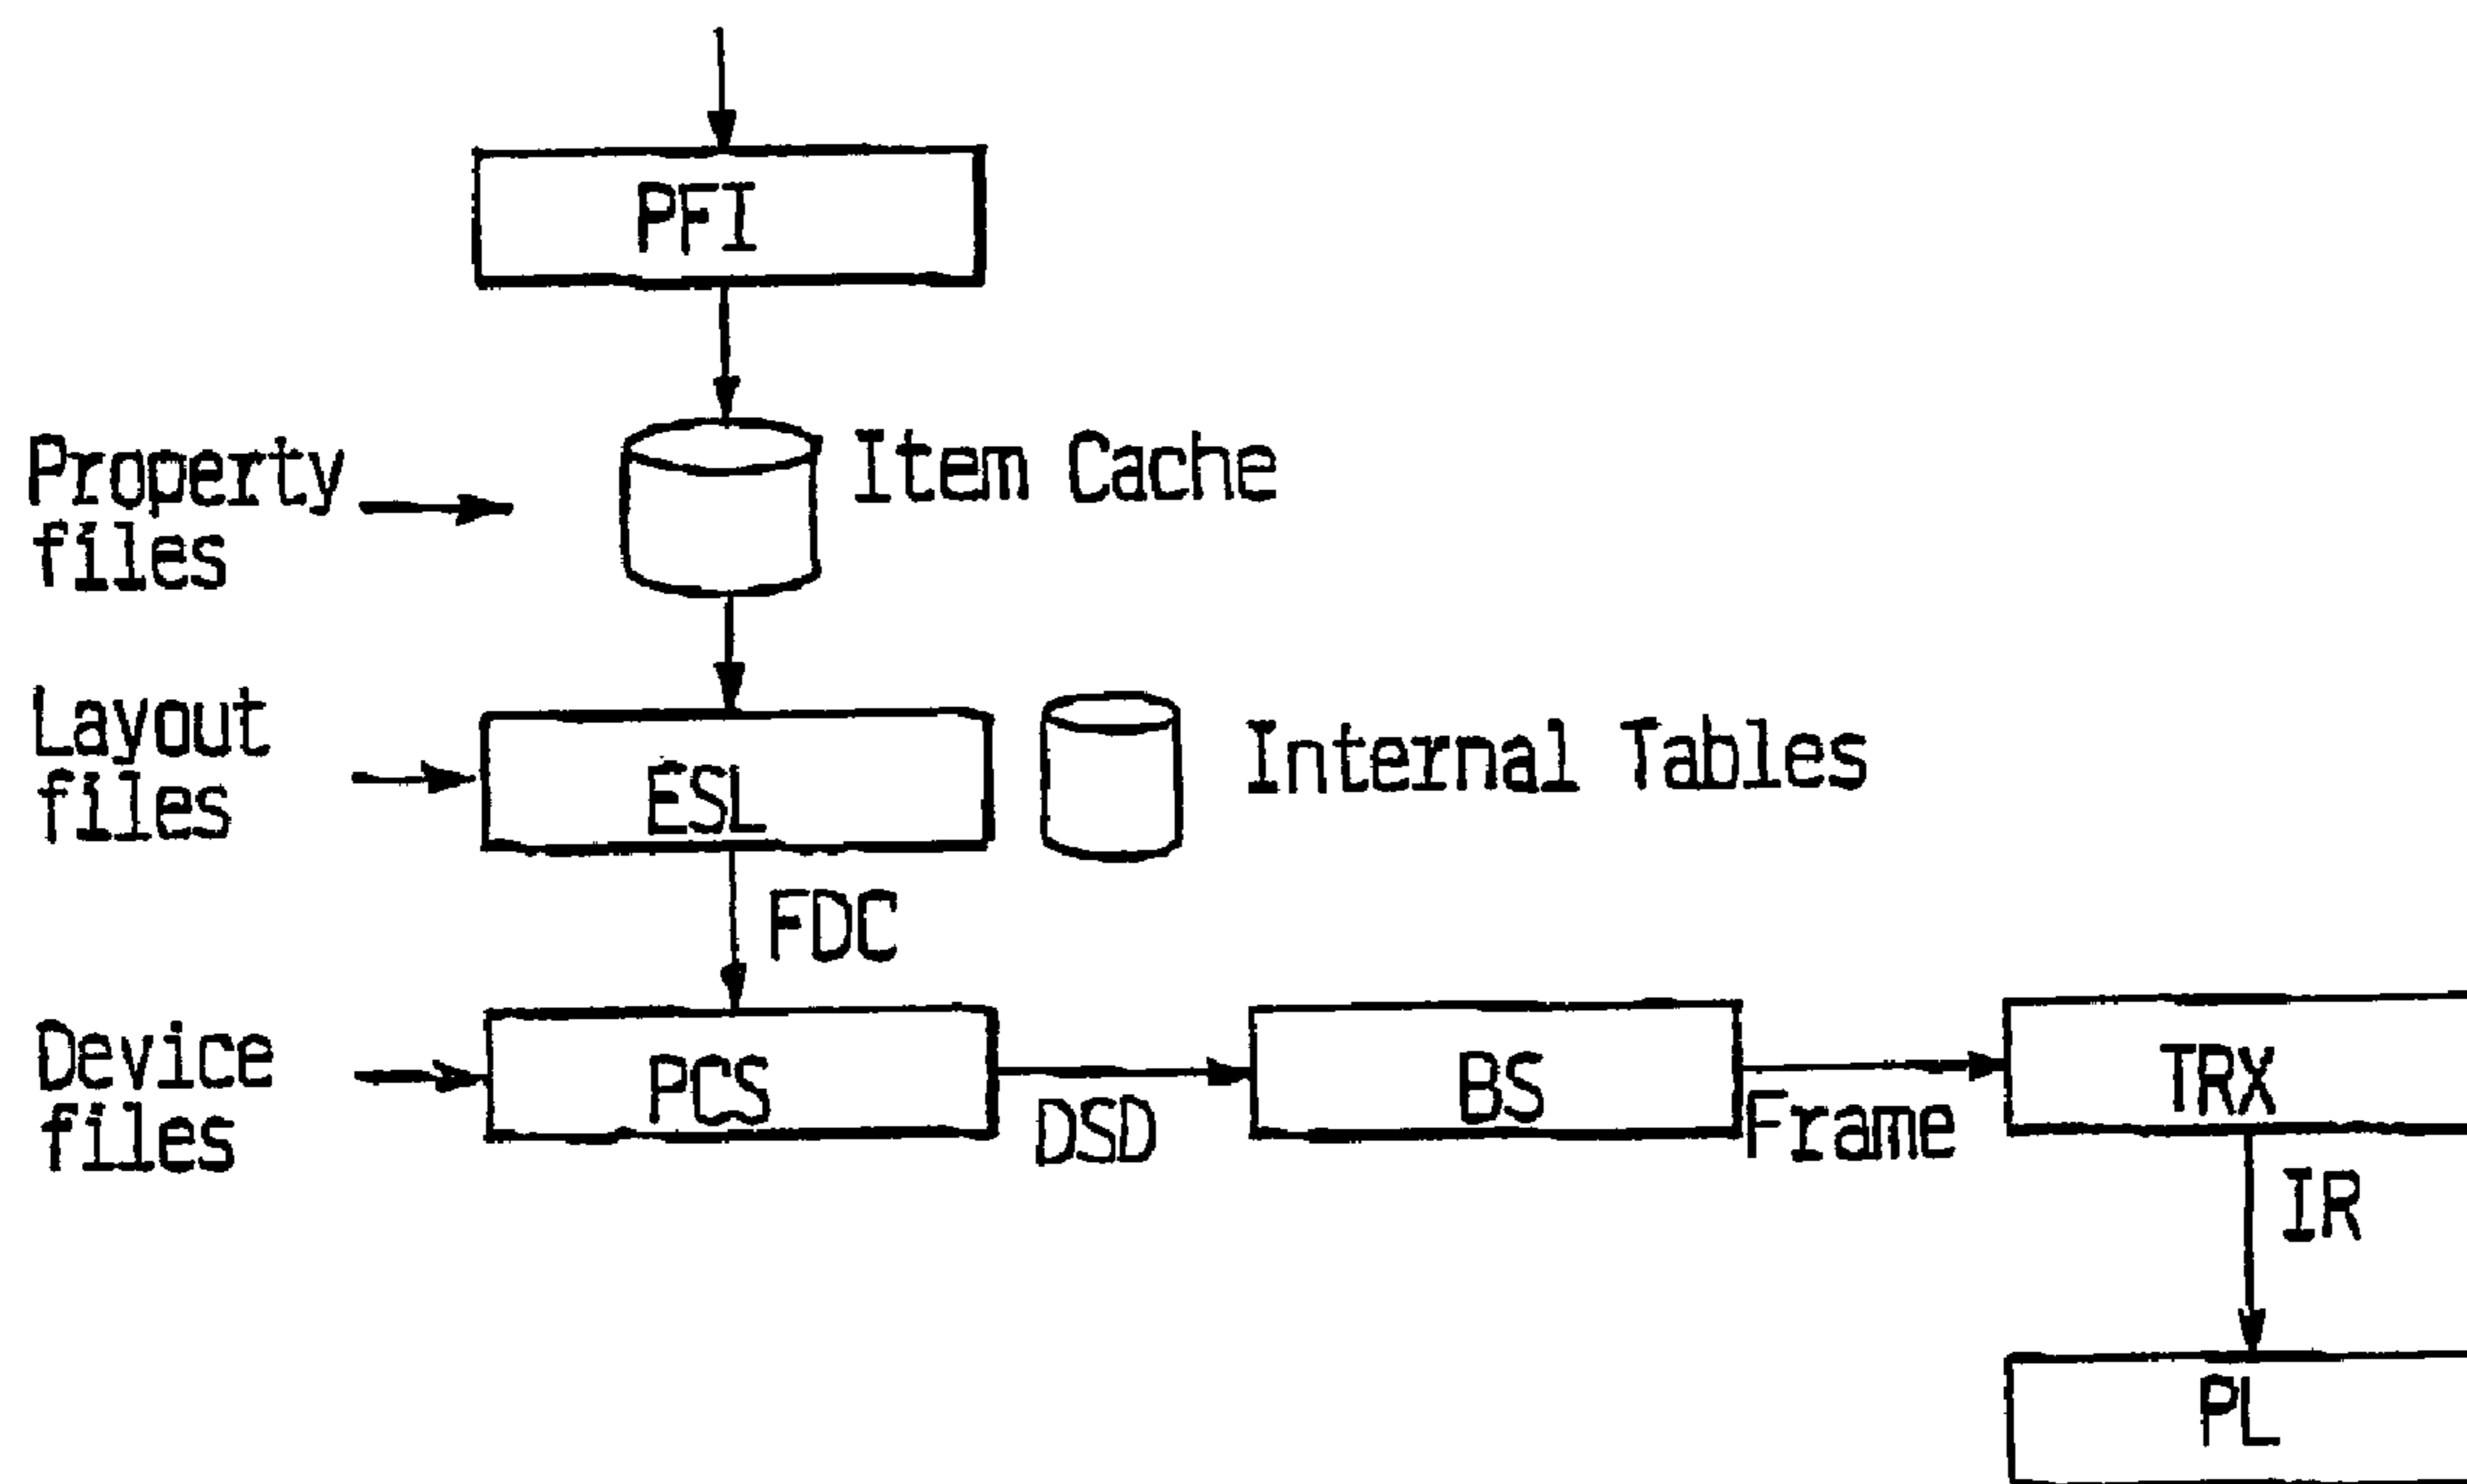 PFI
Property
files
Item Cache
Layout
files
ESL
Internal Tables
FDC
Device
files
PCS
DSD
BS
Frame
TRX
IR
PL